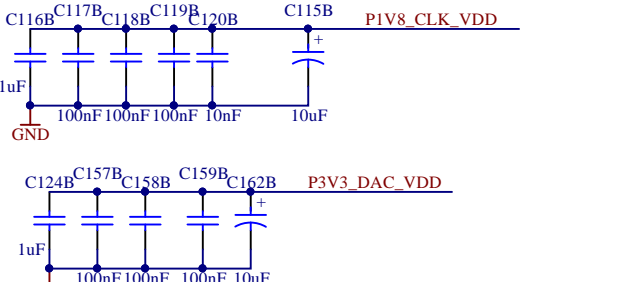 C116B C117B C118B C119B C120B C115B P1V8_CLK_VDD
+
1uF
100nF 100nF 100nF 10nF 10uF
GND
C124B C157B C158B C159B C162B P3V3_DAC_VDD
+
1uF
100nF 100nF 100nF 10uF